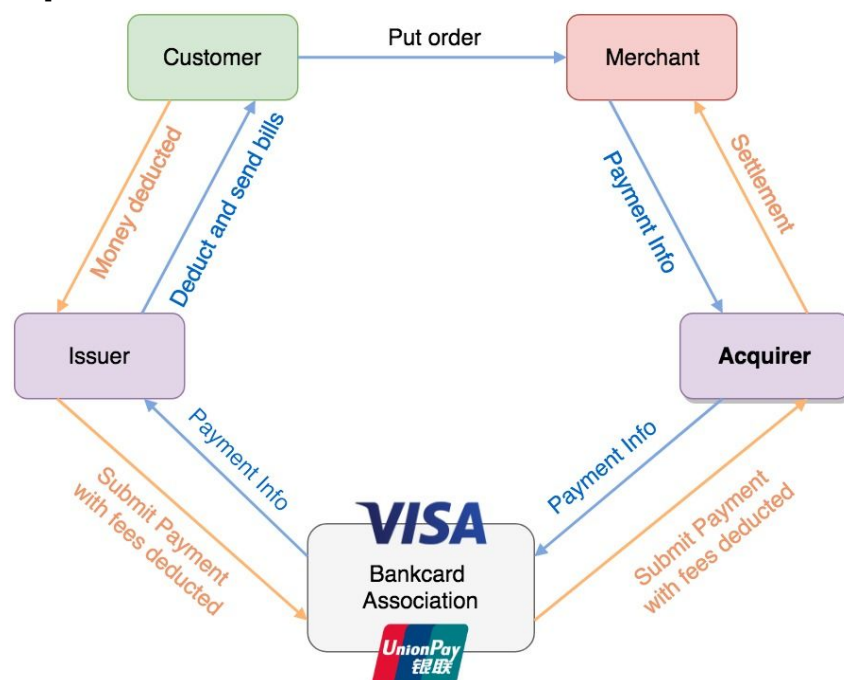 Customer
Put order
Merchant
Money deducted
Deduct and send bills
Payment Info
Settlement
Issuer
Acquirer
Payment Info
Submit Payment
with fees deducted
VISA
Bankcard
Association
UnionPay
银联
Payment Info
Submit Payment
with fees deducted